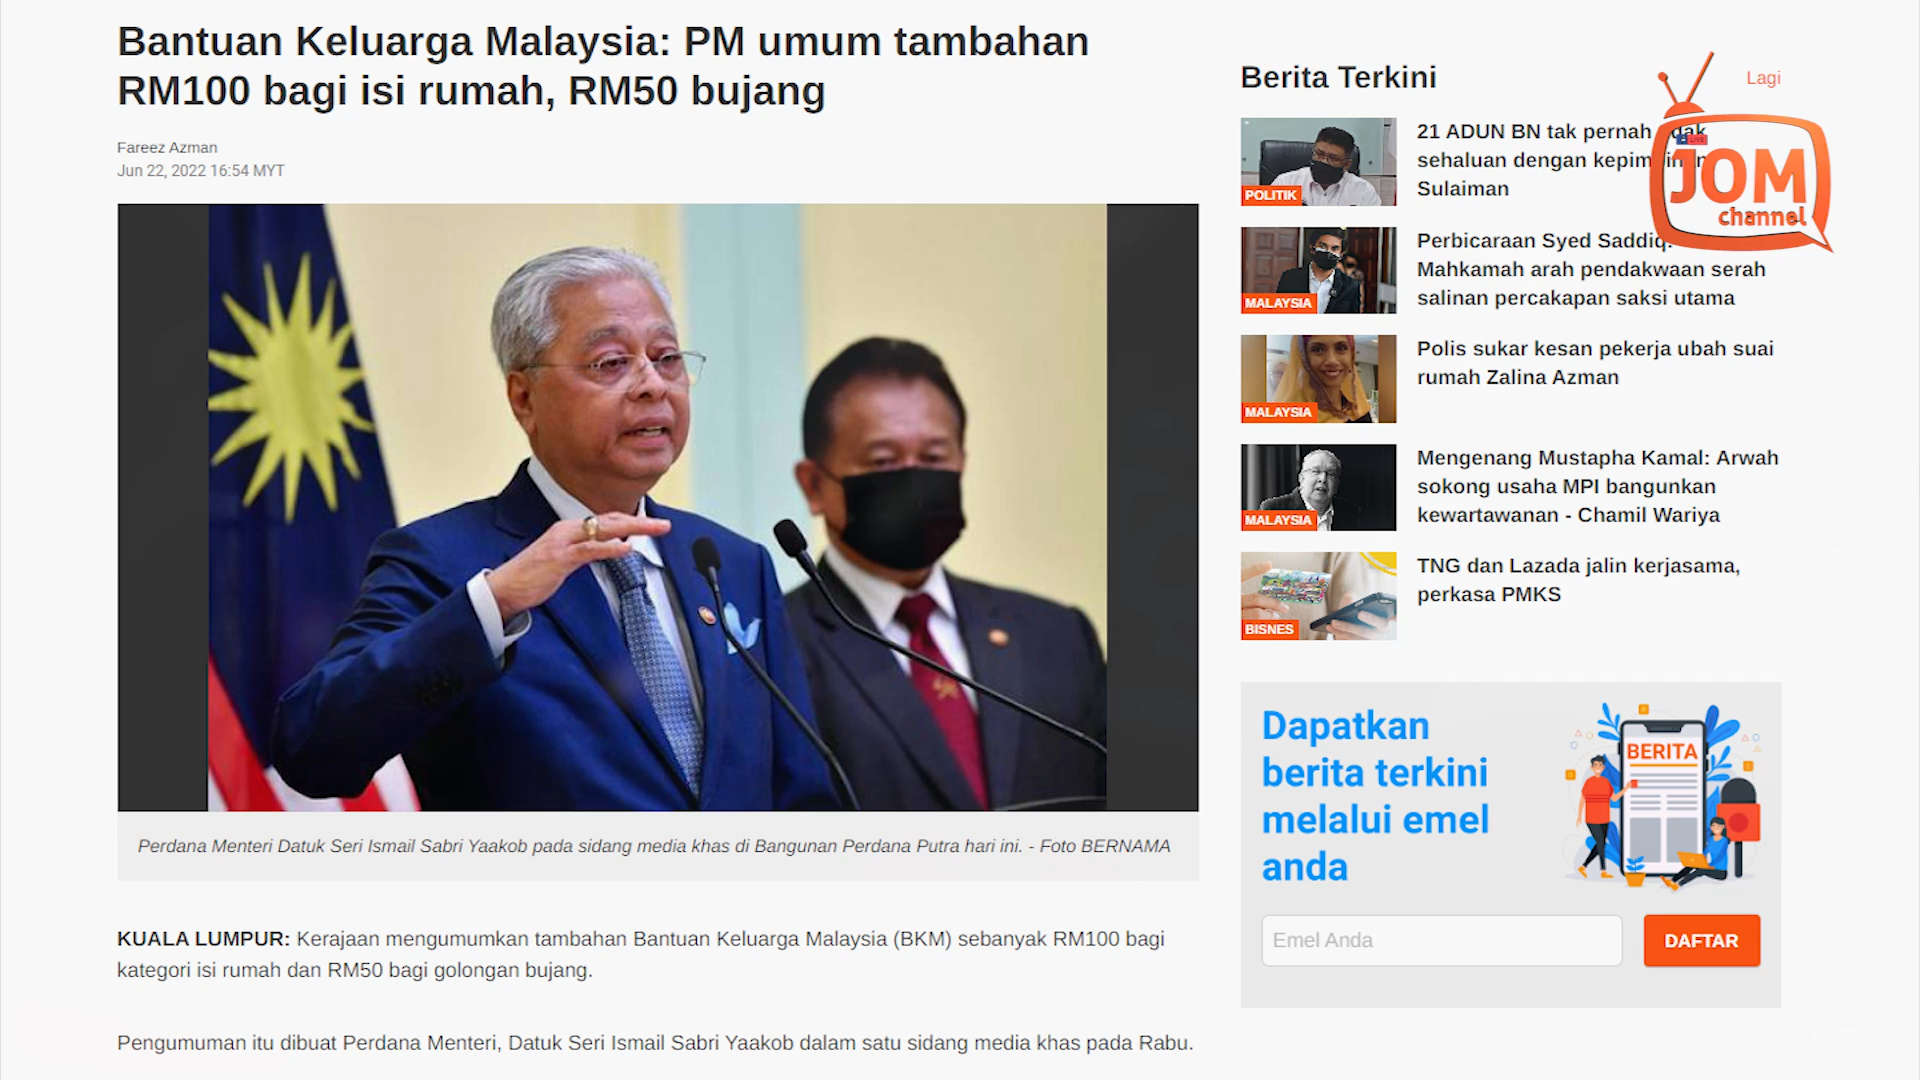 Bantuan Keluarga Malaysia: PM umum tambahan
RM100 bagi isi rumah, RM50 bujang
Fareez Azman
Jun 22, 2022 16:54 MYT
Perdana Menteri Datuk Seri Ismail Sabri Yaakob pada sidang media khas di Bangunan Perdana Putra hari ini. - Foto BERNAMA
KUALA LUMPUR: Kerajaan mengumumkan tambahan Bantuan Keluarga Malaysia (BKM) sebanyak RM100 bagi
kategori isi rumah dan RM50 bagi golongan bujang.
Pengumuman itu dibuat Perdana Menteri, Datuk Seri Ismail Sabri Yaakob dalam satu sidang media khas pada Rabu.
Berita Terkini
Lagi
JOM
channel
POLITIK
21 ADUN BN tak pernah
sehaluan dengan
Sulaiman
MALAYSIA
Perbicaraan Syed Saddiq:
Mahkamah arah pendakwaan serah
salinan percakapan saksi utama
MALAYSIA
Polis sukar kesan pekerja ubah suai
rumah Zalina Azman
MALAYSIA
Mengenang Mustapha Kamal: Arwah
sokong usaha MPI bangunkan
kewartawanan - Chamil Wariya
BISNES
TNG dan Lazada jalin kerjasama,
perkasa PMKS
Dapatkan
berita terkini
melalui emel
anda
BERITA
Emel Anda
DAFTAR